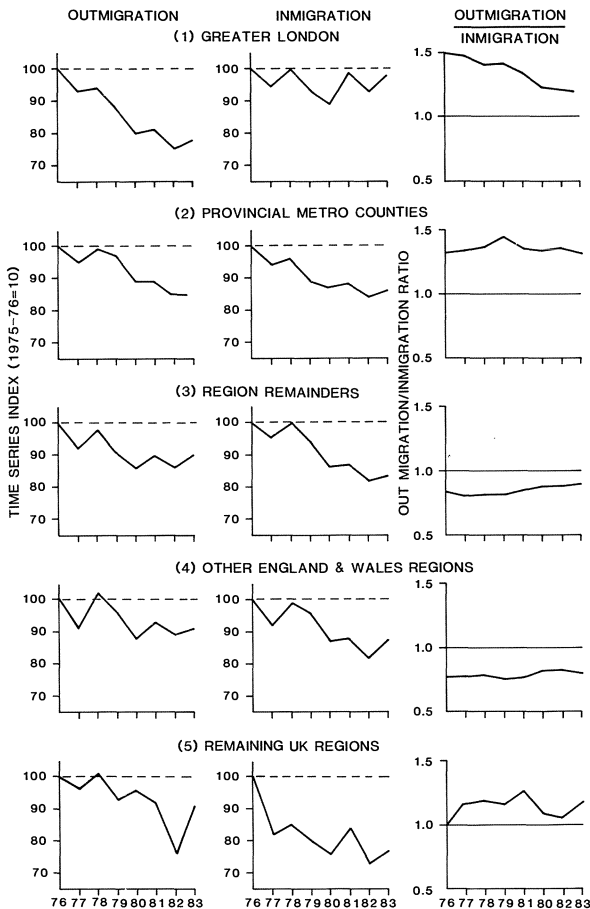 OUTMIGRATION INMIGRATION OUTMIGRATION
INMIGRATION
(1) GREATER LONDON
100 100 1.5
90 90
80 80 1.0
70 70
0.5
(2) PROVINCIAL METRO COUNTIES
100 100 1.5
90 90
80 80 1.0
70 70
0.5
(3) REGION REMAINDERS
100 100 1.5
90 90
80 80 1.0
70 70
0.5
(4) OTHER ENGLAND & WALES REGIONS
100 100 1.5
90 90
80 80 1.0
70 70
0.5
(5) REMAINING UK REGIONS
100 100 1.5
90 90
80 80 1.0
70 70
0.5
76 77 78 79 80 81 82 83 76 77 78 79 80 81 82 83 76 77 78 79 80 81 82 83
TIME SERIES INDEX (1975-76=10)
OUT MIGRATION/INMIGRATION RATIO